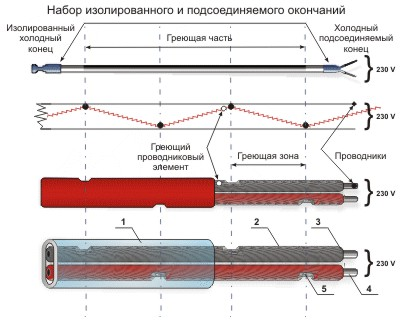 Набор изолированного и подсоединяемого окончаний
Изолированный
холодный
конец
Греющая часть
Холодный
подсоединяемый
конец
230 V
230 V
Греющий
проводниковый
элемент
Греющая зона
Проводники
230 V
1
2
3
230 V
5
4